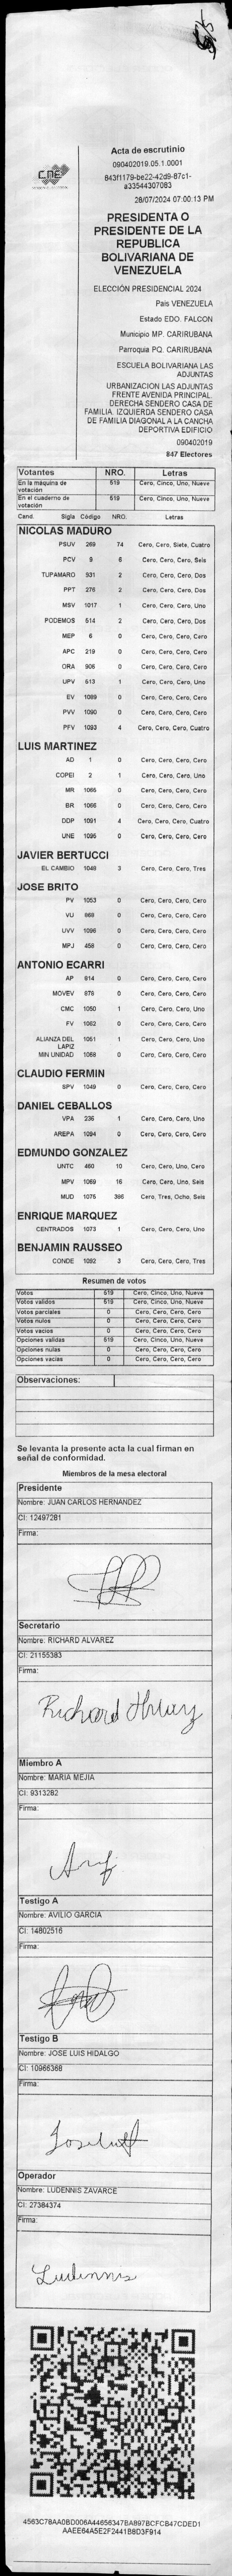 CNE
Acta de escrutinio
090402019.05.1.0001
843f1179-be22-42d9-87c1-
a33544307083
28/07/2024 07:00:13 PM
PRESIDENTA O
PRESIDENTE DE LA
REPUBLICA
BOLIVARIANA DE
VENEZUELA
ELECCIÓN PRESIDENCIAL 2024
País VENEZUELA
Estado EDO. FALCON
Municipio MP. CARIRUBANA
Parroquia PQ. CARIRUBANA
ESCUELA BOLIVARIANA LAS
ADJUNTAS
URBANIZACION LAS ADJUNTAS
FRENTE AVENIDA PRINCIPAL.
DERECHA SENDERO CASA DE
FAMILIA. IZQUIERDA SENDERO CASA
DE FAMILIA DIAGONAL A LA CANCHA
DEPORTIVA EDIFICIO
090402019
847 Electores
Votantes NRO. Letras
En la máquina de votación 519 Cero, Cinco, Uno, Nueve
En el cuaderno de votación 519 Cero, Cinco, Uno, Nueve
Cand. Sigla Código NRO. Letras
NICOLAS MADURO
PSUV 269 74 Cero, Cero, Siete, Cuatro
PCV 9 6 Cero, Cero, Cero, Seis
TUPAMARO 931 2 Cero, Cero, Cero, Dos
PPT 276 2 Cero, Cero, Cero, Dos
MSV 1017 1 Cero, Cero, Cero, Uno
PODEMOS 514 2 Cero, Cero, Cero, Dos
MEP 6 0 Cero, Cero, Cero, Cero
APC 219 0 Cero, Cero, Cero, Cero
ORA 906 0 Cero, Cero, Cero, Cero
UPV 513 1 Cero, Cero, Cero, Uno
EV 1089 0 Cero, Cero, Cero, Cero
PVV 1090 0 Cero, Cero, Cero, Cero
PFV 1093 4 Cero, Cero, Cero, Cuatro
LUIS MARTINEZ
AD 1 0 Cero, Cero, Cero, Cero
COPEI 2 1 Cero, Cero, Cero, Uno
MR 1065 0 Cero, Cero, Cero, Cero
BR 1066 0 Cero, Cero, Cero, Cero
DDP 1091 4 Cero, Cero, Cero, Cuatro
UNE 1095 0 Cero, Cero, Cero, Cero
JAVIER BERTUCCI
EL CAMBIO 1048 3 Cero, Cero, Cero, Tres
JOSE BRITO
PV 1053 0 Cero, Cero, Cero, Cero
VU 969 0 Cero, Cero, Cero, Cero
UVV 1096 0 Cero, Cero, Cero, Cero
MPJ 458 0 Cero, Cero, Cero, Cero
ANTONIO ECARRI
AP 914 0 Cero, Cero, Cero, Cero
MOVEV 978 0 Cero, Cero, Cero, Cero
CMC 1050 1 Cero, Cero, Cero, Uno
FV 1062 0 Cero, Cero, Cero, Cero
ALIANZA DEL LAPIZ 1051 1 Cero, Cero, Cero, Uno
MIN UNIDAD 1068 0 Cero, Cero, Cero, Cero
CLAUDIO FERMIN
SPV 1049 0 Cero, Cero, Cero, Cero
DANIEL CEBALLOS
VPA 236 1 Cero, Cero, Cero, Uno
AREPA 1094 0 Cero, Cero, Cero, Cero
EDMUNDO GONZALEZ
UNTC 460 10 Cero, Cero, Uno, Cero
MPV 1069 16 Cero, Cero, Uno, Seis
MUD 1075 386 Cero, Tres, Ocho, Seis
ENRIQUE MARQUEZ
CENTRADOS 1073 1 Cero, Cero, Cero, Uno
BENJAMIN RAUSSEO
CONDE 1092 3 Cero, Cero, Cero, Tres
Resumen de votos
Votos 519 Cero, Cinco, Uno, Nueve
Votos validos 519 Cero, Cinco, Uno, Nueve
Votos parciales 0 Cero, Cero, Cero, Cero
Votos nulos 0 Cero, Cero, Cero, Cero
Votos vacios 0 Cero, Cero, Cero, Cero
Opciones validas 519 Cero, Cinco, Uno, Nueve
Opciones nulas 0 Cero, Cero, Cero, Cero
Opciones vacias 0 Cero, Cero, Cero, Cero
Observaciones:
Se levanta la presente acta la cual firman en
señal de conformidad.
Miembros de la mesa electoral
Presidente
Nombre: JUAN CARLOS HERNANDEZ
CI: 12497281
Firma:
Secretario
Nombre: RICHARD ALVAREZ
CI: 21155383
Firma:
Richard Alvarez
Miembro A
Nombre: MARIA MEJIA
CI: 9313282
Firma:
Testigo A
Nombre: AVILIO GARCIA
CI: 14802516
Firma:
Testigo B
Nombre: JOSE LUIS HIDALGO
CI: 10966368
Firma:
Operador
Nombre: LUDENNIS ZAVARCE
CI: 27384374
Firma:
Ludennis
4563C78AA0BD006A44656347BA897BCFCB47CDED1
AAEE64A5E2F2441B8D3F914